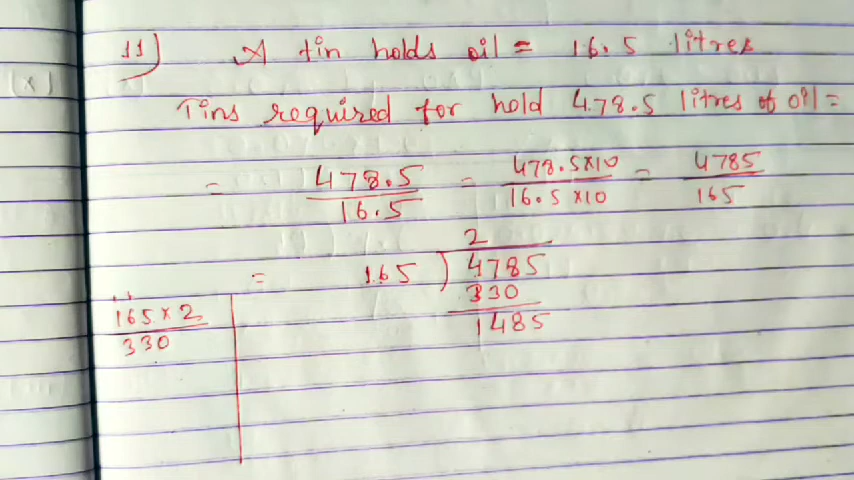 11) A tin holds oil = 16.5 litres
Tins required for hold 478.5 litres of oil =
= 478.5/16.5 = 478.5×10/16.5×10 = 4785/165
2
= 165 ) 4785
330
1485
165×2
330